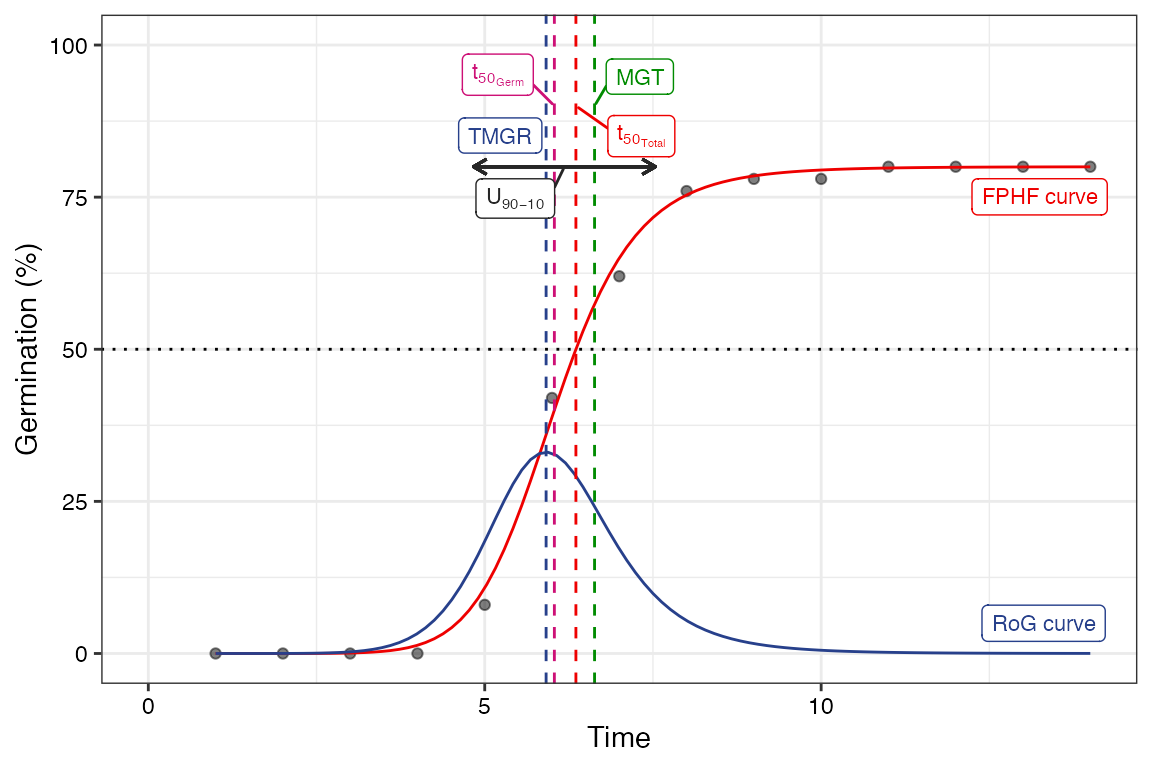 100
75
50
25
0
Germination (%)
t50Germ
MGT
TMGR
t50Total
U90−10
FPHF curve
RoG curve
0
5
10
Time